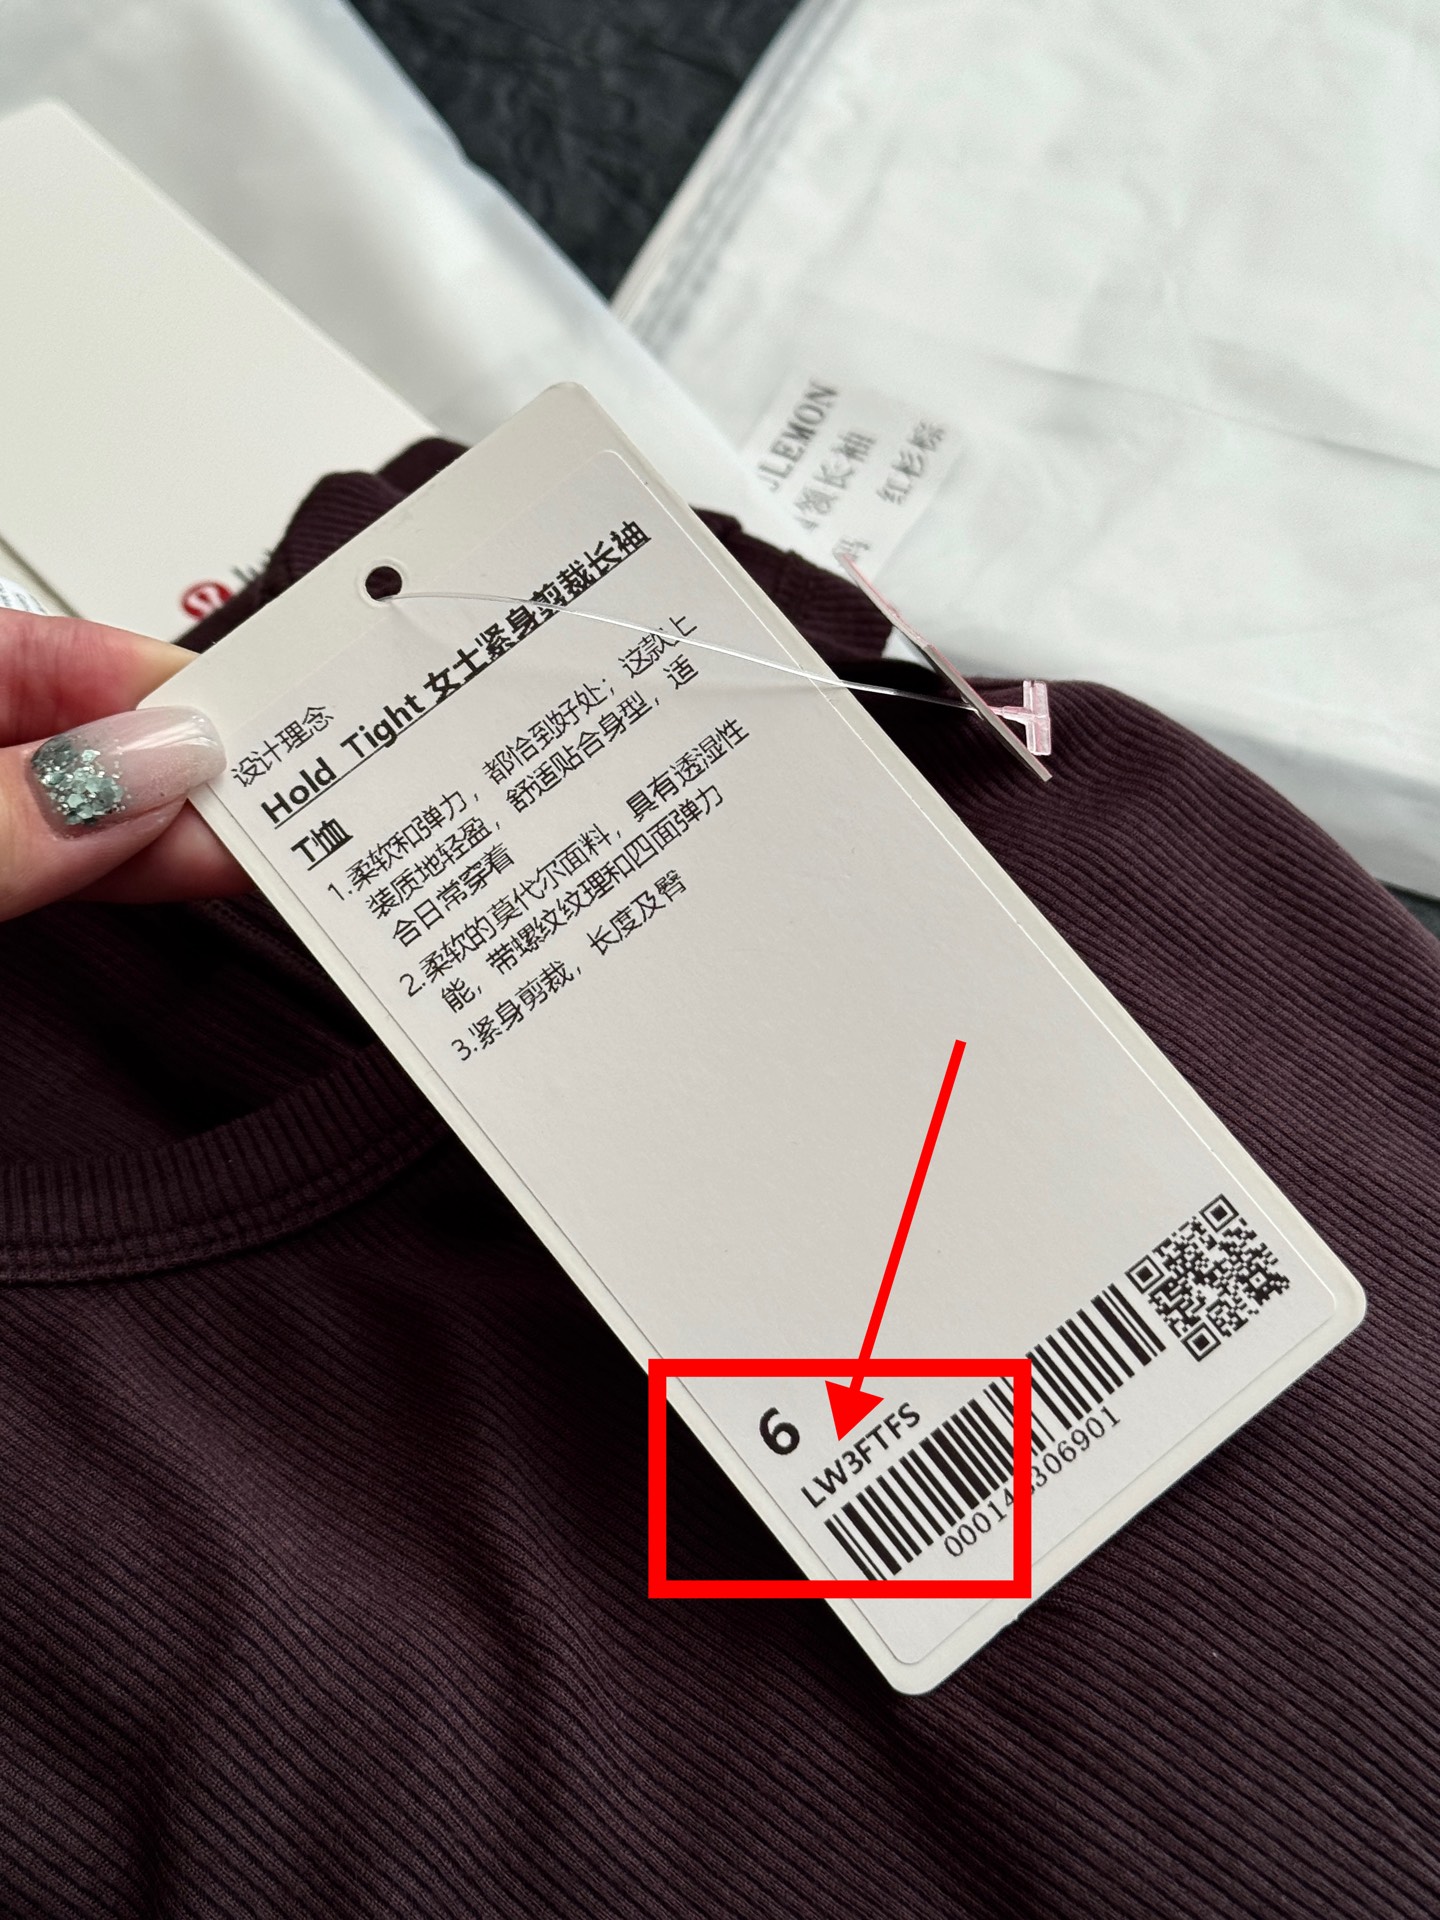 设计理念
Hold Tight 女士紧身剪裁长袖
T恤
1.柔软和弹力，都恰到好处；这款上
装质地轻盈，舒适贴合身型，适
合日常穿着
2.柔软的莫代尔面料，具有透湿性
能，带螺纹纹理和四面弹力
3.紧身剪裁，长度及臀
6
LW3FTFS
LEMON
长袖
红杉棕
码